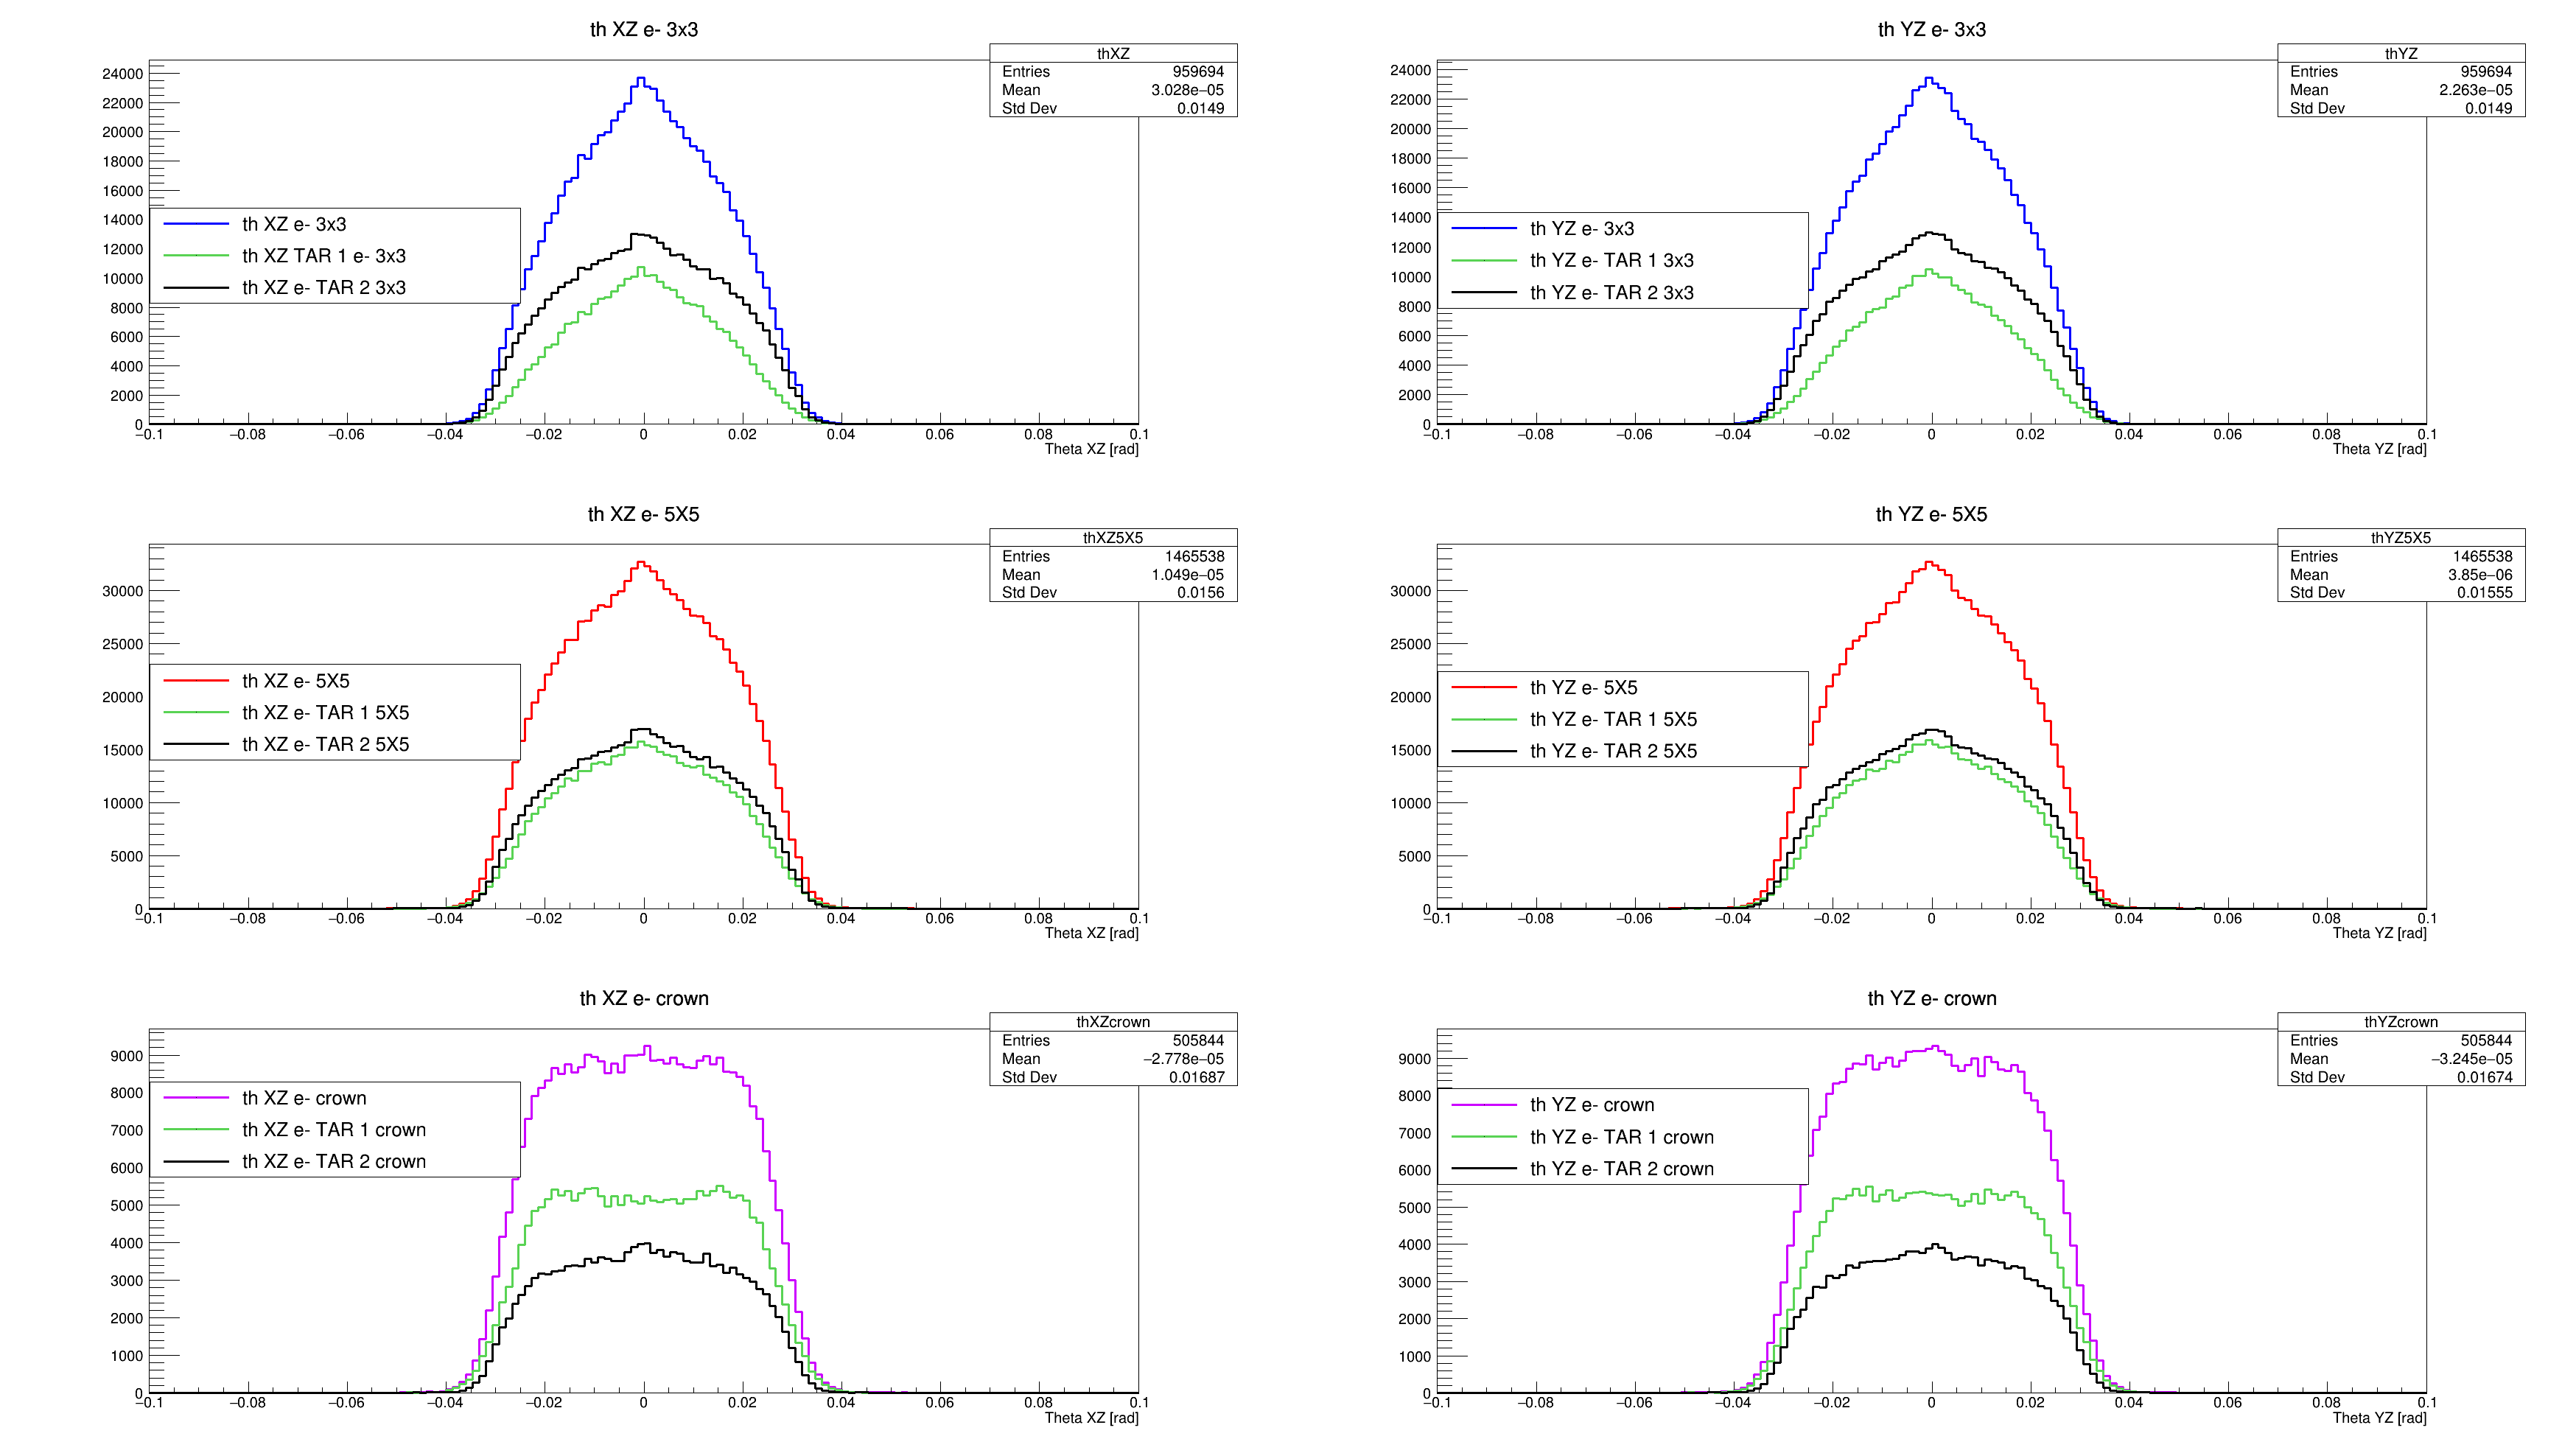 th XZ e- 3x3
thXZ
Entries 959694
Mean 3.028e−05
Std Dev 0.0149
24000
22000
20000
18000
16000
14000
12000
10000
8000
6000
4000
2000
0
th XZ e- 3x3
th XZ TAR 1 e- 3x3
th XZ e- TAR 2 3x3
−0.1 −0.08 −0.06 −0.04 −0.02 0 0.02 0.04 0.06 0.08 0.1
Theta XZ [rad]
th YZ e- 3x3
thYZ
Entries 959694
Mean 2.263e−05
Std Dev 0.0149
24000
22000
20000
18000
16000
14000
12000
10000
8000
6000
4000
2000
0
th YZ e- 3x3
th YZ e- TAR 1 3x3
th YZ e- TAR 2 3x3
−0.1 −0.08 −0.06 −0.04 −0.02 0 0.02 0.04 0.06 0.08 0.1
Theta YZ [rad]
th XZ e- 5X5
thXZ5X5
Entries 1465538
Mean 1.049e−05
Std Dev 0.0156
30000
25000
20000
15000
10000
5000
0
th XZ e- 5X5
th XZ e- TAR 1 5X5
th XZ e- TAR 2 5X5
−0.1 −0.08 −0.06 −0.04 −0.02 0 0.02 0.04 0.06 0.08 0.1
Theta XZ [rad]
th YZ e- 5X5
thYZ5X5
Entries 1465538
Mean 3.85e−06
Std Dev 0.01555
30000
25000
20000
15000
10000
5000
0
th YZ e- 5X5
th YZ e- TAR 1 5X5
th YZ e- TAR 2 5X5
−0.1 −0.08 −0.06 −0.04 −0.02 0 0.02 0.04 0.06 0.08 0.1
Theta YZ [rad]
th XZ e- crown
thXZcrown
Entries 505844
Mean −2.778e−05
Std Dev 0.01687
9000
8000
7000
6000
5000
4000
3000
2000
1000
0
th XZ e- crown
th XZ e- TAR 1 crown
th XZ e- TAR 2 crown
−0.1 −0.08 −0.06 −0.04 −0.02 0 0.02 0.04 0.06 0.08 0.1
Theta XZ [rad]
th YZ e- crown
thYZcrown
Entries 505844
Mean −3.245e−05
Std Dev 0.01674
9000
8000
7000
6000
5000
4000
3000
2000
1000
0
th YZ e- crown
th YZ e- TAR 1 crown
th YZ e- TAR 2 crown
−0.1 −0.08 −0.06 −0.04 −0.02 0 0.02 0.04 0.06 0.08 0.1
Theta YZ [rad]